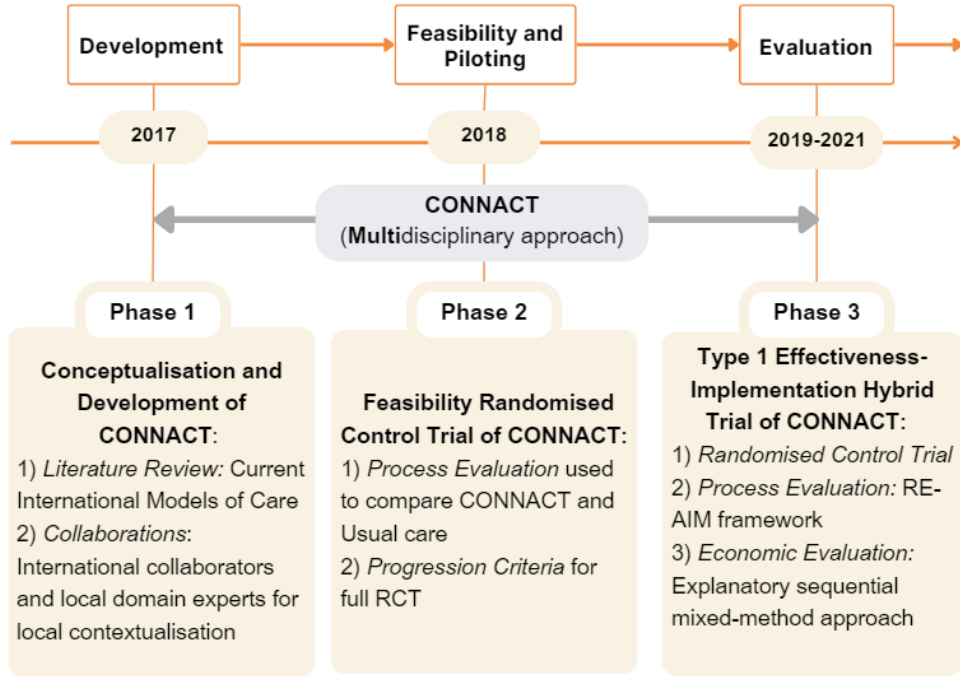 Development
Feasibility and
Piloting
Evaluation
2017
2018
2019-2021
CONNACT
(Multidisciplinary approach)
Phase 1
Conceptualisation and
Development of
CONNACT:
1) Literature Review: Current
International Models of Care
2) Collaborations:
International collaborators
and local domain experts for
local contextualisation
Phase 2
Feasibility Randomised
Control Trial of CONNACT:
1) Process Evaluation used
to compare CONNACT and
Usual care
2) Progression Criteria for
full RCT
Phase 3
Type 1 Effectiveness-
Implementation Hybrid
Trial of CONNACT:
1) Randomised Control Trial
2) Process Evaluation: RE-
AIM framework
3) Economic Evaluation:
Explanatory sequential
mixed-method approach